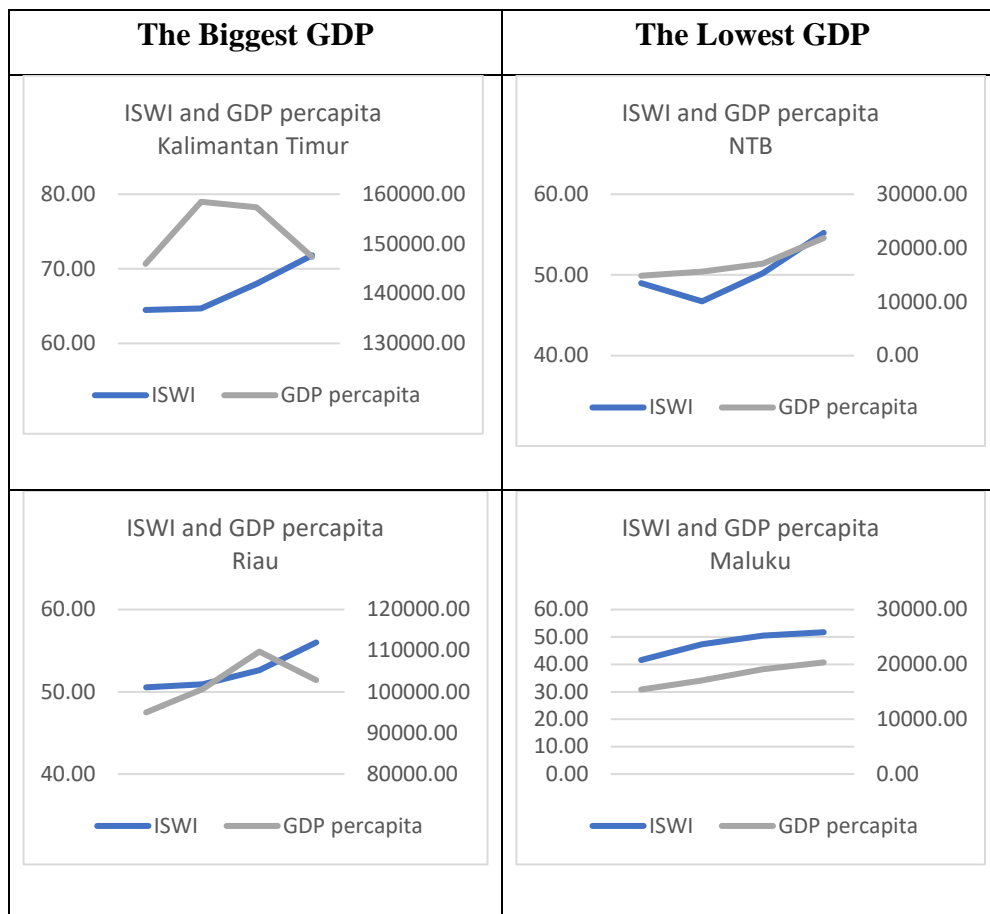 The Biggest GDP
The Lowest GDP
ISWI and GDP percapita
Kalimantan Timur
80.00
70.00
60.00
160000.00
150000.00
140000.00
130000.00
ISWI
GDP percapita
ISWI and GDP percapita
NTB
60.00
50.00
40.00
30000.00
20000.00
10000.00
0.00
ISWI
GDP percapita
ISWI and GDP percapita
Riau
60.00
50.00
40.00
120000.00
110000.00
100000.00
90000.00
80000.00
ISWI
GDP percapita
ISWI and GDP percapita
Maluku
60.00
50.00
40.00
30.00
20.00
10.00
0.00
30000.00
20000.00
10000.00
0.00
ISWI
GDP percapita